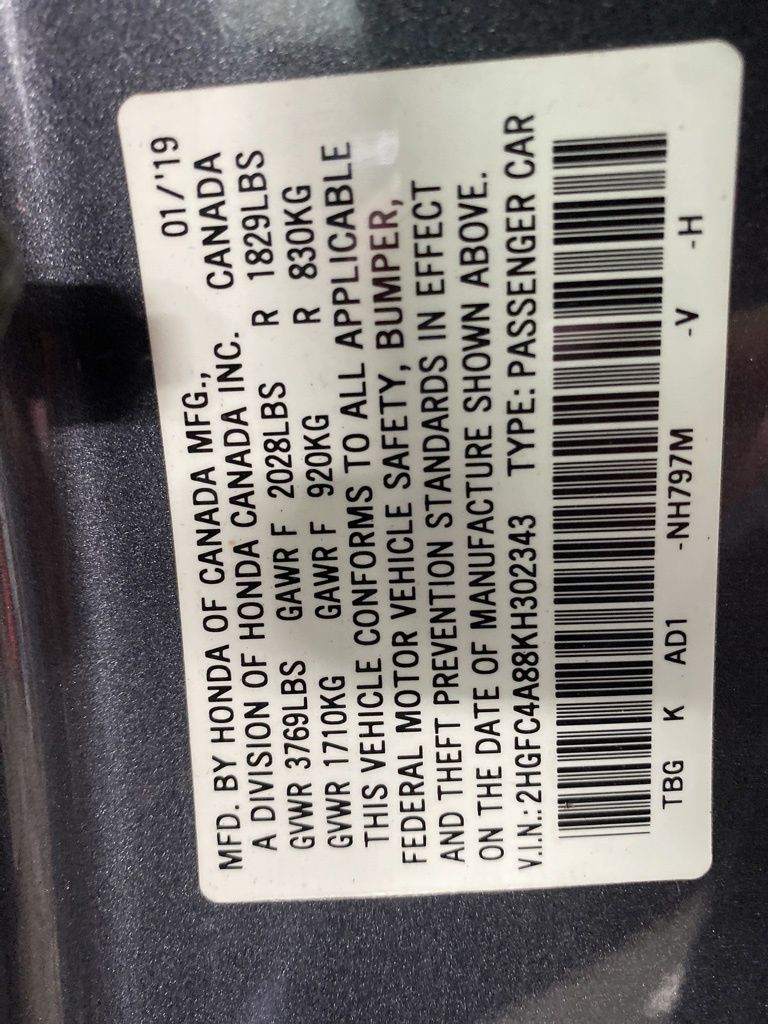 MFD. BY HONDA OF CANADA MFG., 01/'19
A DIVISION OF HONDA CANADA INC. CANADA
GVWR 3769LBS GAWR F 2028LBS R 1829LBS
GVWR 1710KG GAWR F 920KG R 830KG
THIS VEHICLE CONFORMS TO ALL APPLICABLE
FEDERAL MOTOR VEHICLE SAFETY, BUMPER,
AND THEFT PREVENTION STANDARDS IN EFFECT
ON THE DATE OF MANUFACTURE SHOWN ABOVE.
V.I.N.: 2HGFC4A88KH302343 TYPE: PASSENGER CAR
TBG K AD1 -NH797M -V -H